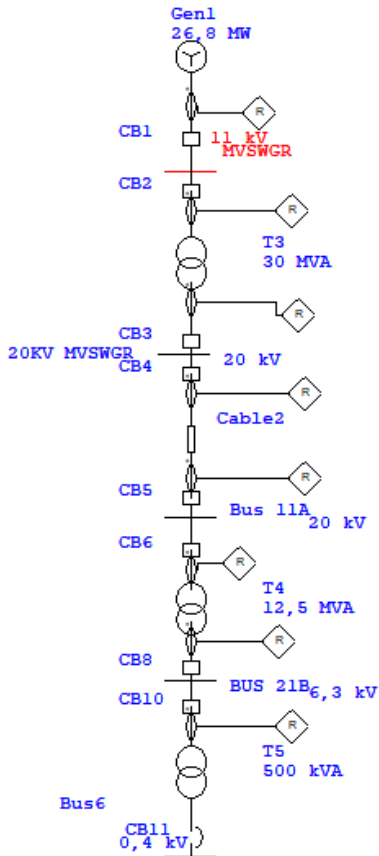 Gen1
26,8 MW
R
CB1
11 kV
MVSWGR
CB2
R
T3
30 MVA
R
CB3
20KV MVSWGR
20 kV
CB4
R
Cable2
R
CB5
Bus 11A
20 kV
CB6
R
T4
12,5 MVA
R
CB8
BUS 21B
6,3 kV
CB10
R
T5
500 kVA
Bus6
CB11
0,4 kV